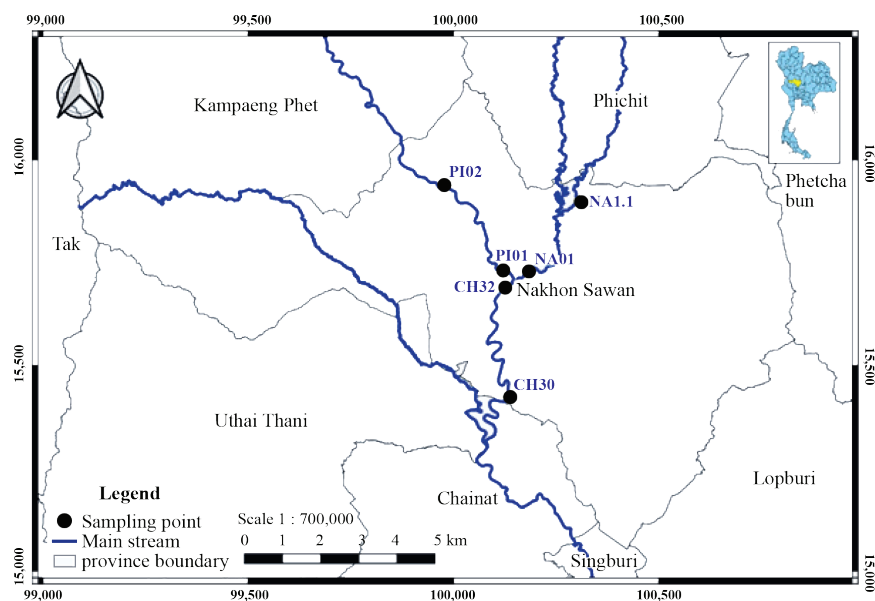 99,000 99,500 100,000 100,500
16,000
15,500
15,000
16,000
15,500
15,000
Kampaeng Phet
Phichit
Phetcha
bun
PI02
NA1.1
Tak
PI01
NA01
CH32
Nakhon Sawan
CH30
Uthai Thani
Lopburi
Chainat
Singburi
Legend
Sampling point
Main stream
province boundary
Scale 1 : 700,000
0 1 2 3 4 5 km
99,000 99,500 100,000 100,500